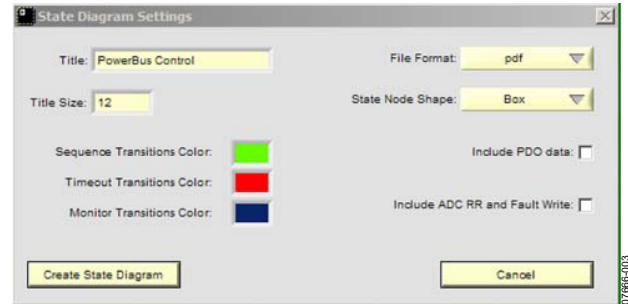 State Diagram Settings
Title: PowerBus Control
File Format: pdf
Title Size: 12
State Node Shape: Box
Sequence Transitions Color:
Include PDO data:
Timeout Transitions Color:
Include ADC RR and Fault Write:
Monitor Transitions Color:
Create State Diagram
Cancel
07666-003